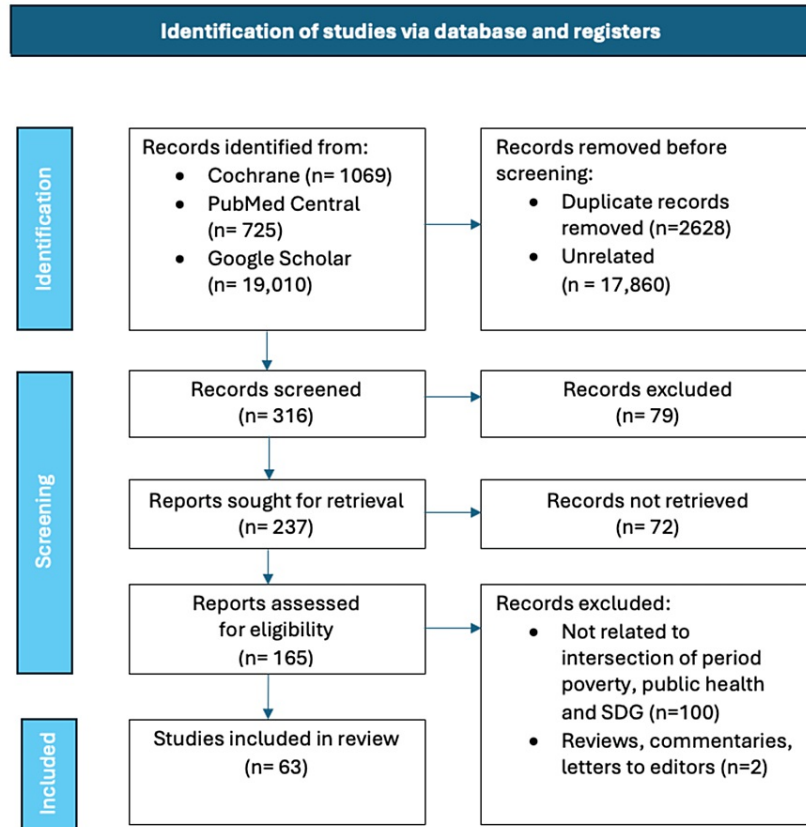 Identification of studies via database and registers
Identification
Records identified from:
• Cochrane (n= 1069)
• PubMed Central
(n= 725)
• Google Scholar
(n= 19,010)
Records removed before
screening:
• Duplicate records
removed (n=2628)
• Unrelated
(n = 17,860)
Screening
Records screened
(n= 316)
Records excluded
(n= 79)
Reports sought for retrieval
(n= 237)
Records not retrieved
(n= 72)
Reports assessed
for eligibility
(n= 165)
Records excluded:
• Not related to
intersection of period
poverty, public health
and SDG (n=100)
• Reviews, commentaries,
letters to editors (n=2)
Included
Studies included in review
(n= 63)